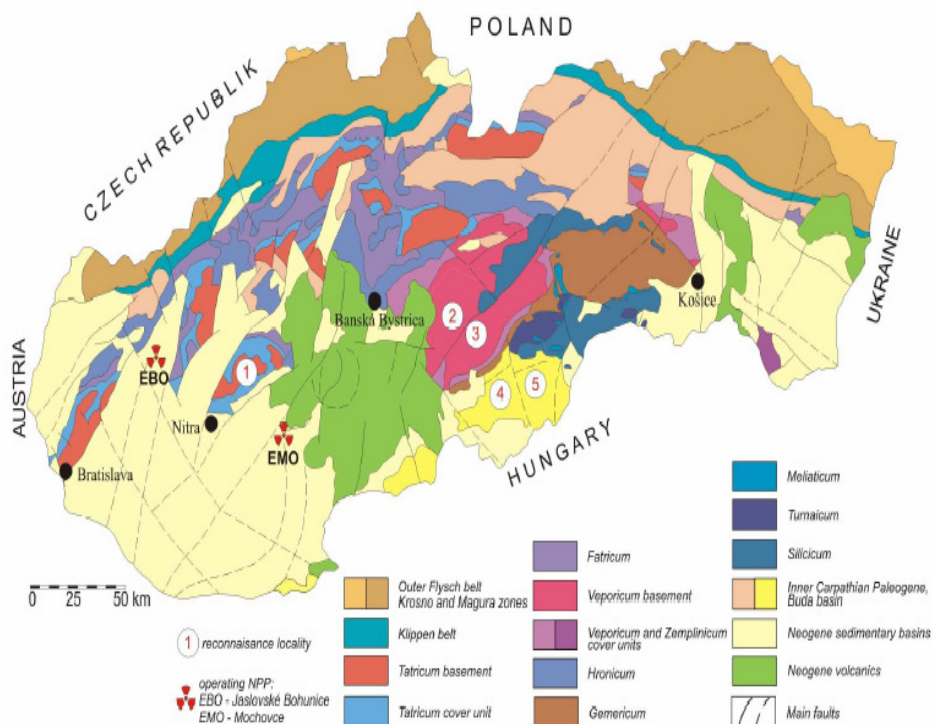 POLAND
CZECH REPUBLIK
UKRAINE
AUSTRIA
HUNGARY
Banská Bystrica
Košice
2
3
1
4
5
EBO
Nitra
EMO
Bratislava
0 25 50 km
1 reconnaisance locality
operating NPP:
EBO - Jaslovské Bohunice
EMO - Mochovce
Outer Flysch belt
Krosno and Magura zones
Klippen belt
Tatricum basement
Tatricum cover unit
Fatricum
Veporicum basement
Veporicum and Zemplinicum
cover units
Hronicum
Gemericum
Meliaticum
Turnaicum
Silicicum
Inner Carpathian Paleogene,
Buda basin
Neogene sedimentary basins
Neogene volcanics
Main faults